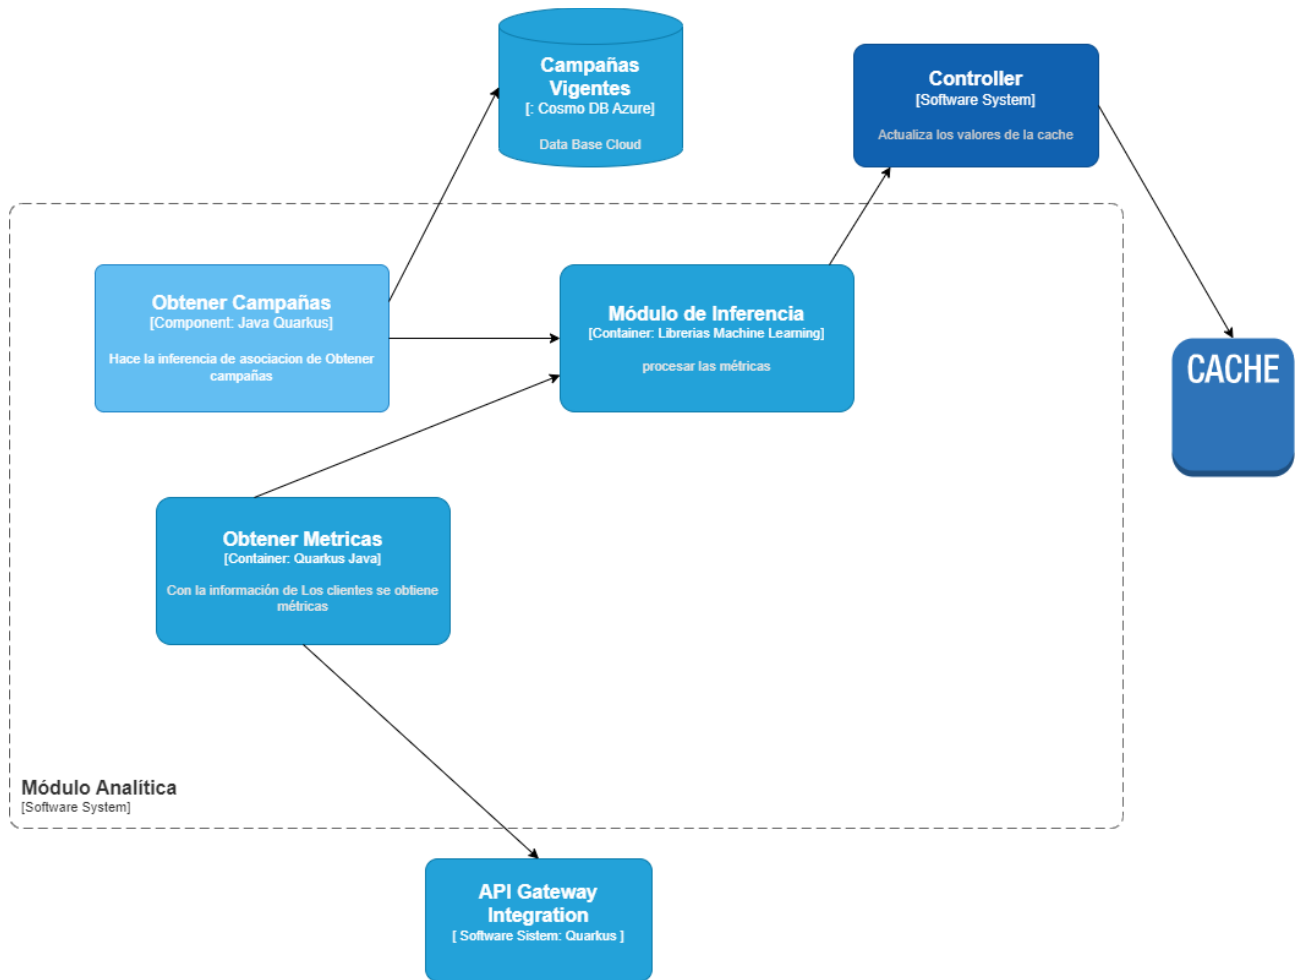 Campañas
Vigentes
[: Cosmo DB Azure]
Data Base Cloud
Controller
[Software System]
Actualiza los valores de la cache
Obtener Campañas
[Component: Java Quarkus]
Hace la inferencia de asociacion de Obtener
campañas
Módulo de Inferencia
[Container: Librerias Machine Learning]
procesar las métricas
CACHE
Obtener Metricas
[Container: Quarkus Java]
Con la información de Los clientes se obtiene
métricas
Módulo Analítica
[Software System]
API Gateway
Integration
[ Software Sistem: Quarkus ]